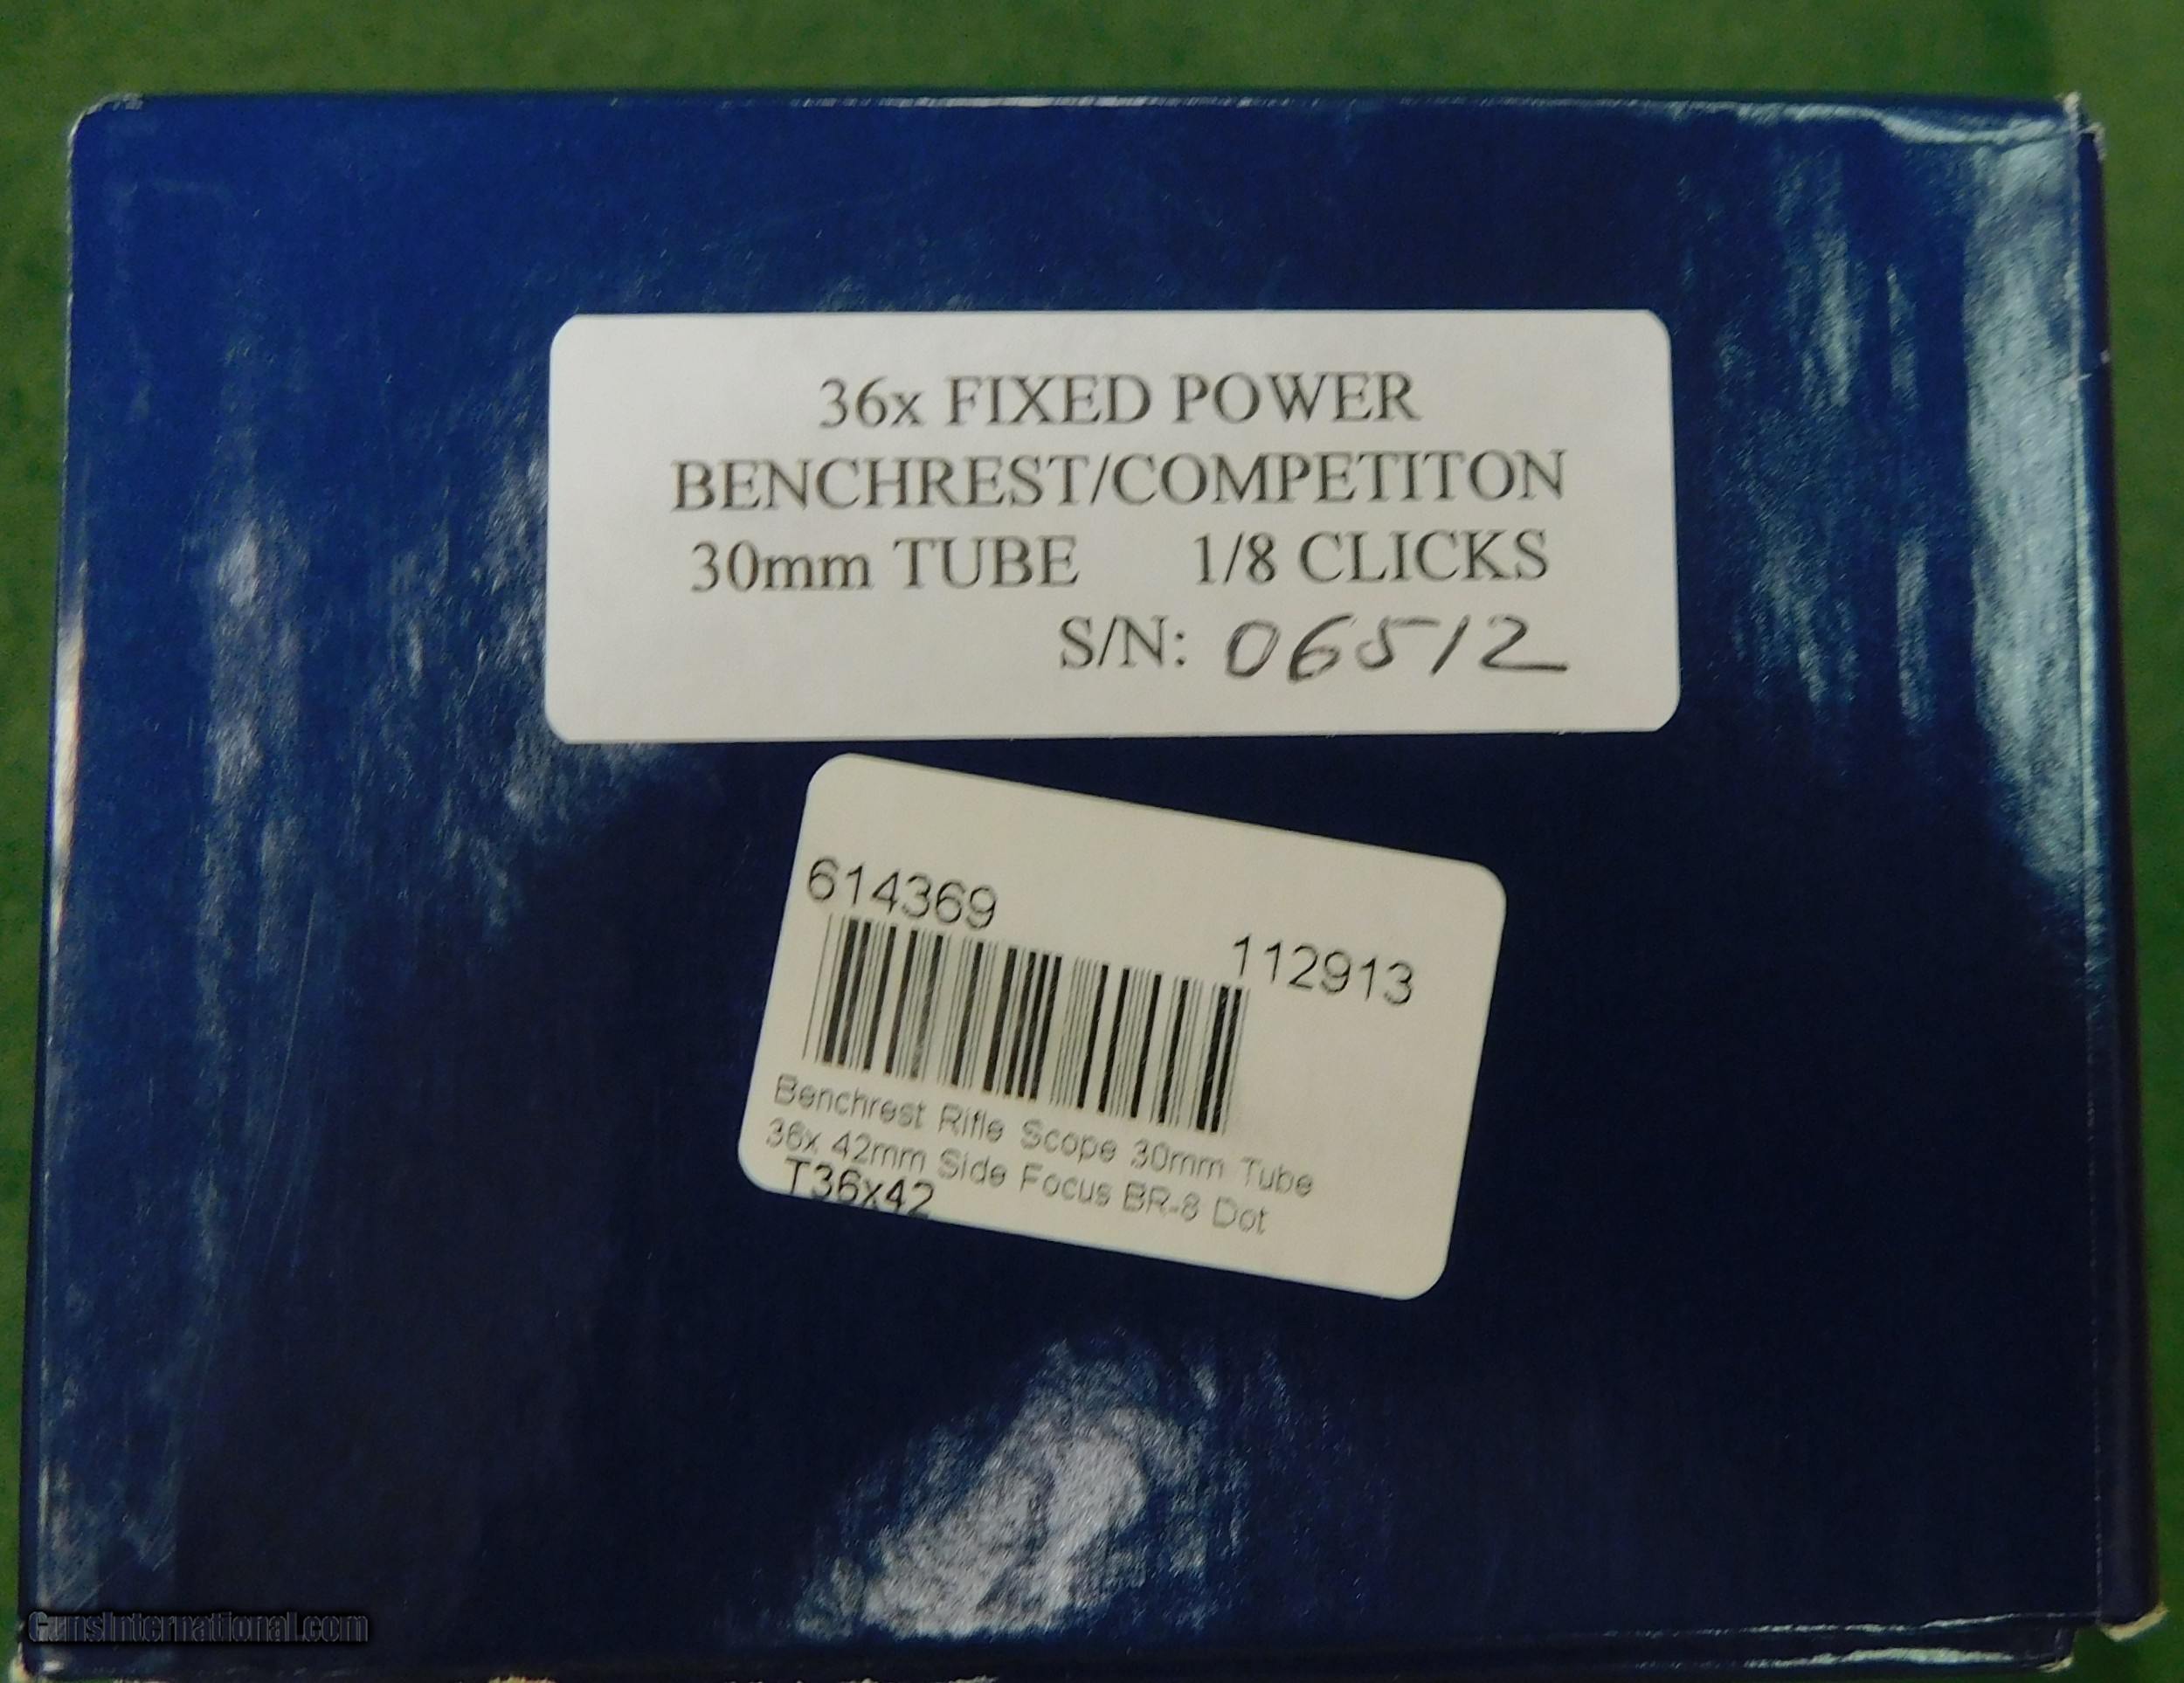 36x FIXED POWER
BENCHREST/COMPETITON
30mm TUBE 1/8 CLICKS
S/N: 06512
614369
112913
Benchrest Rifle Scope 30mm Tube
36x 42mm Side Focus BR-8 Dot
T36x42
GunsInternational.com